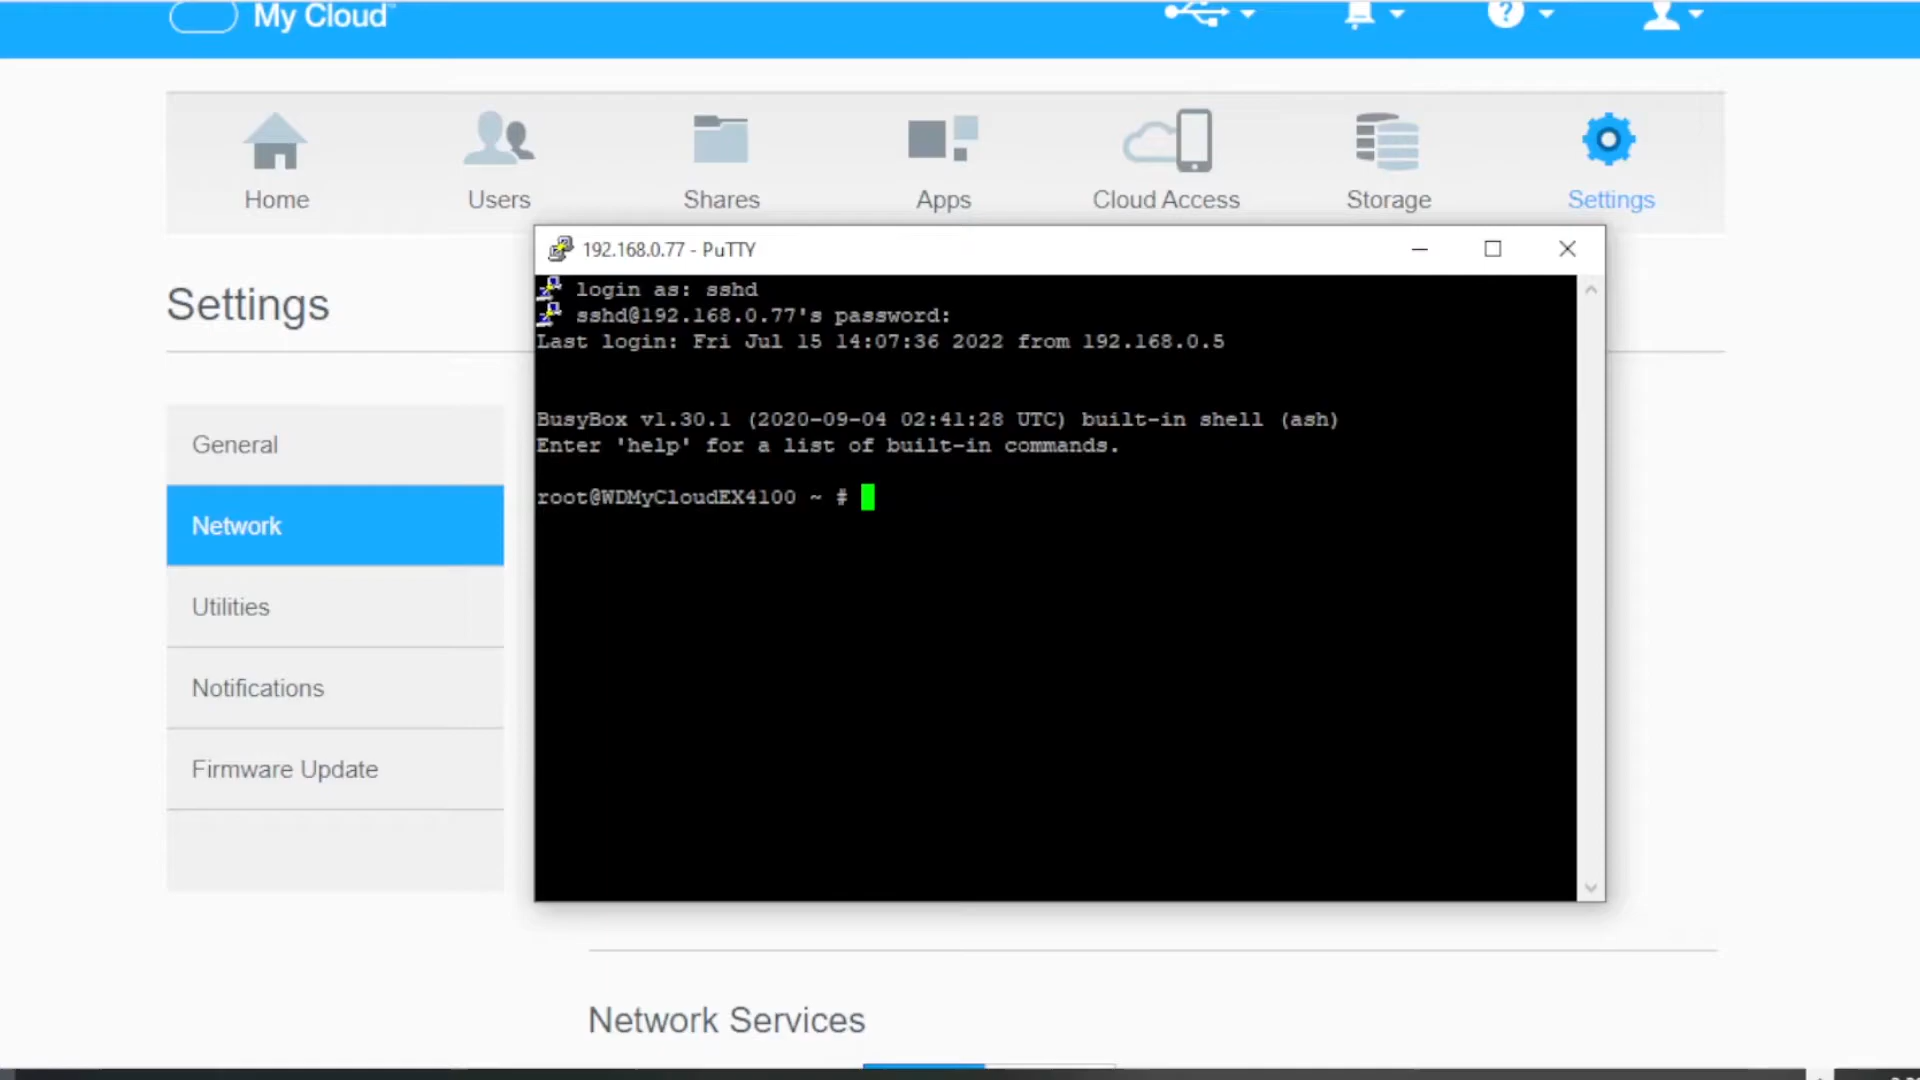 My Cloud™
Home
Users
Shares
Apps
Cloud Access
Storage
Settings
192.168.0.77 - PuTTY
Settings
login as: sshd
sshd@192.168.0.77's password:
Last login: Fri Jul 15 14:07:36 2022 from 192.168.0.5
BusyBox v1.30.1 (2020-09-04 02:41:28 UTC) built-in shell (ash)
Enter 'help' for a list of built-in commands.
root@WDMyCloudEX4100 ~ #
General
Network
Utilities
Notifications
Firmware Update
Network Services